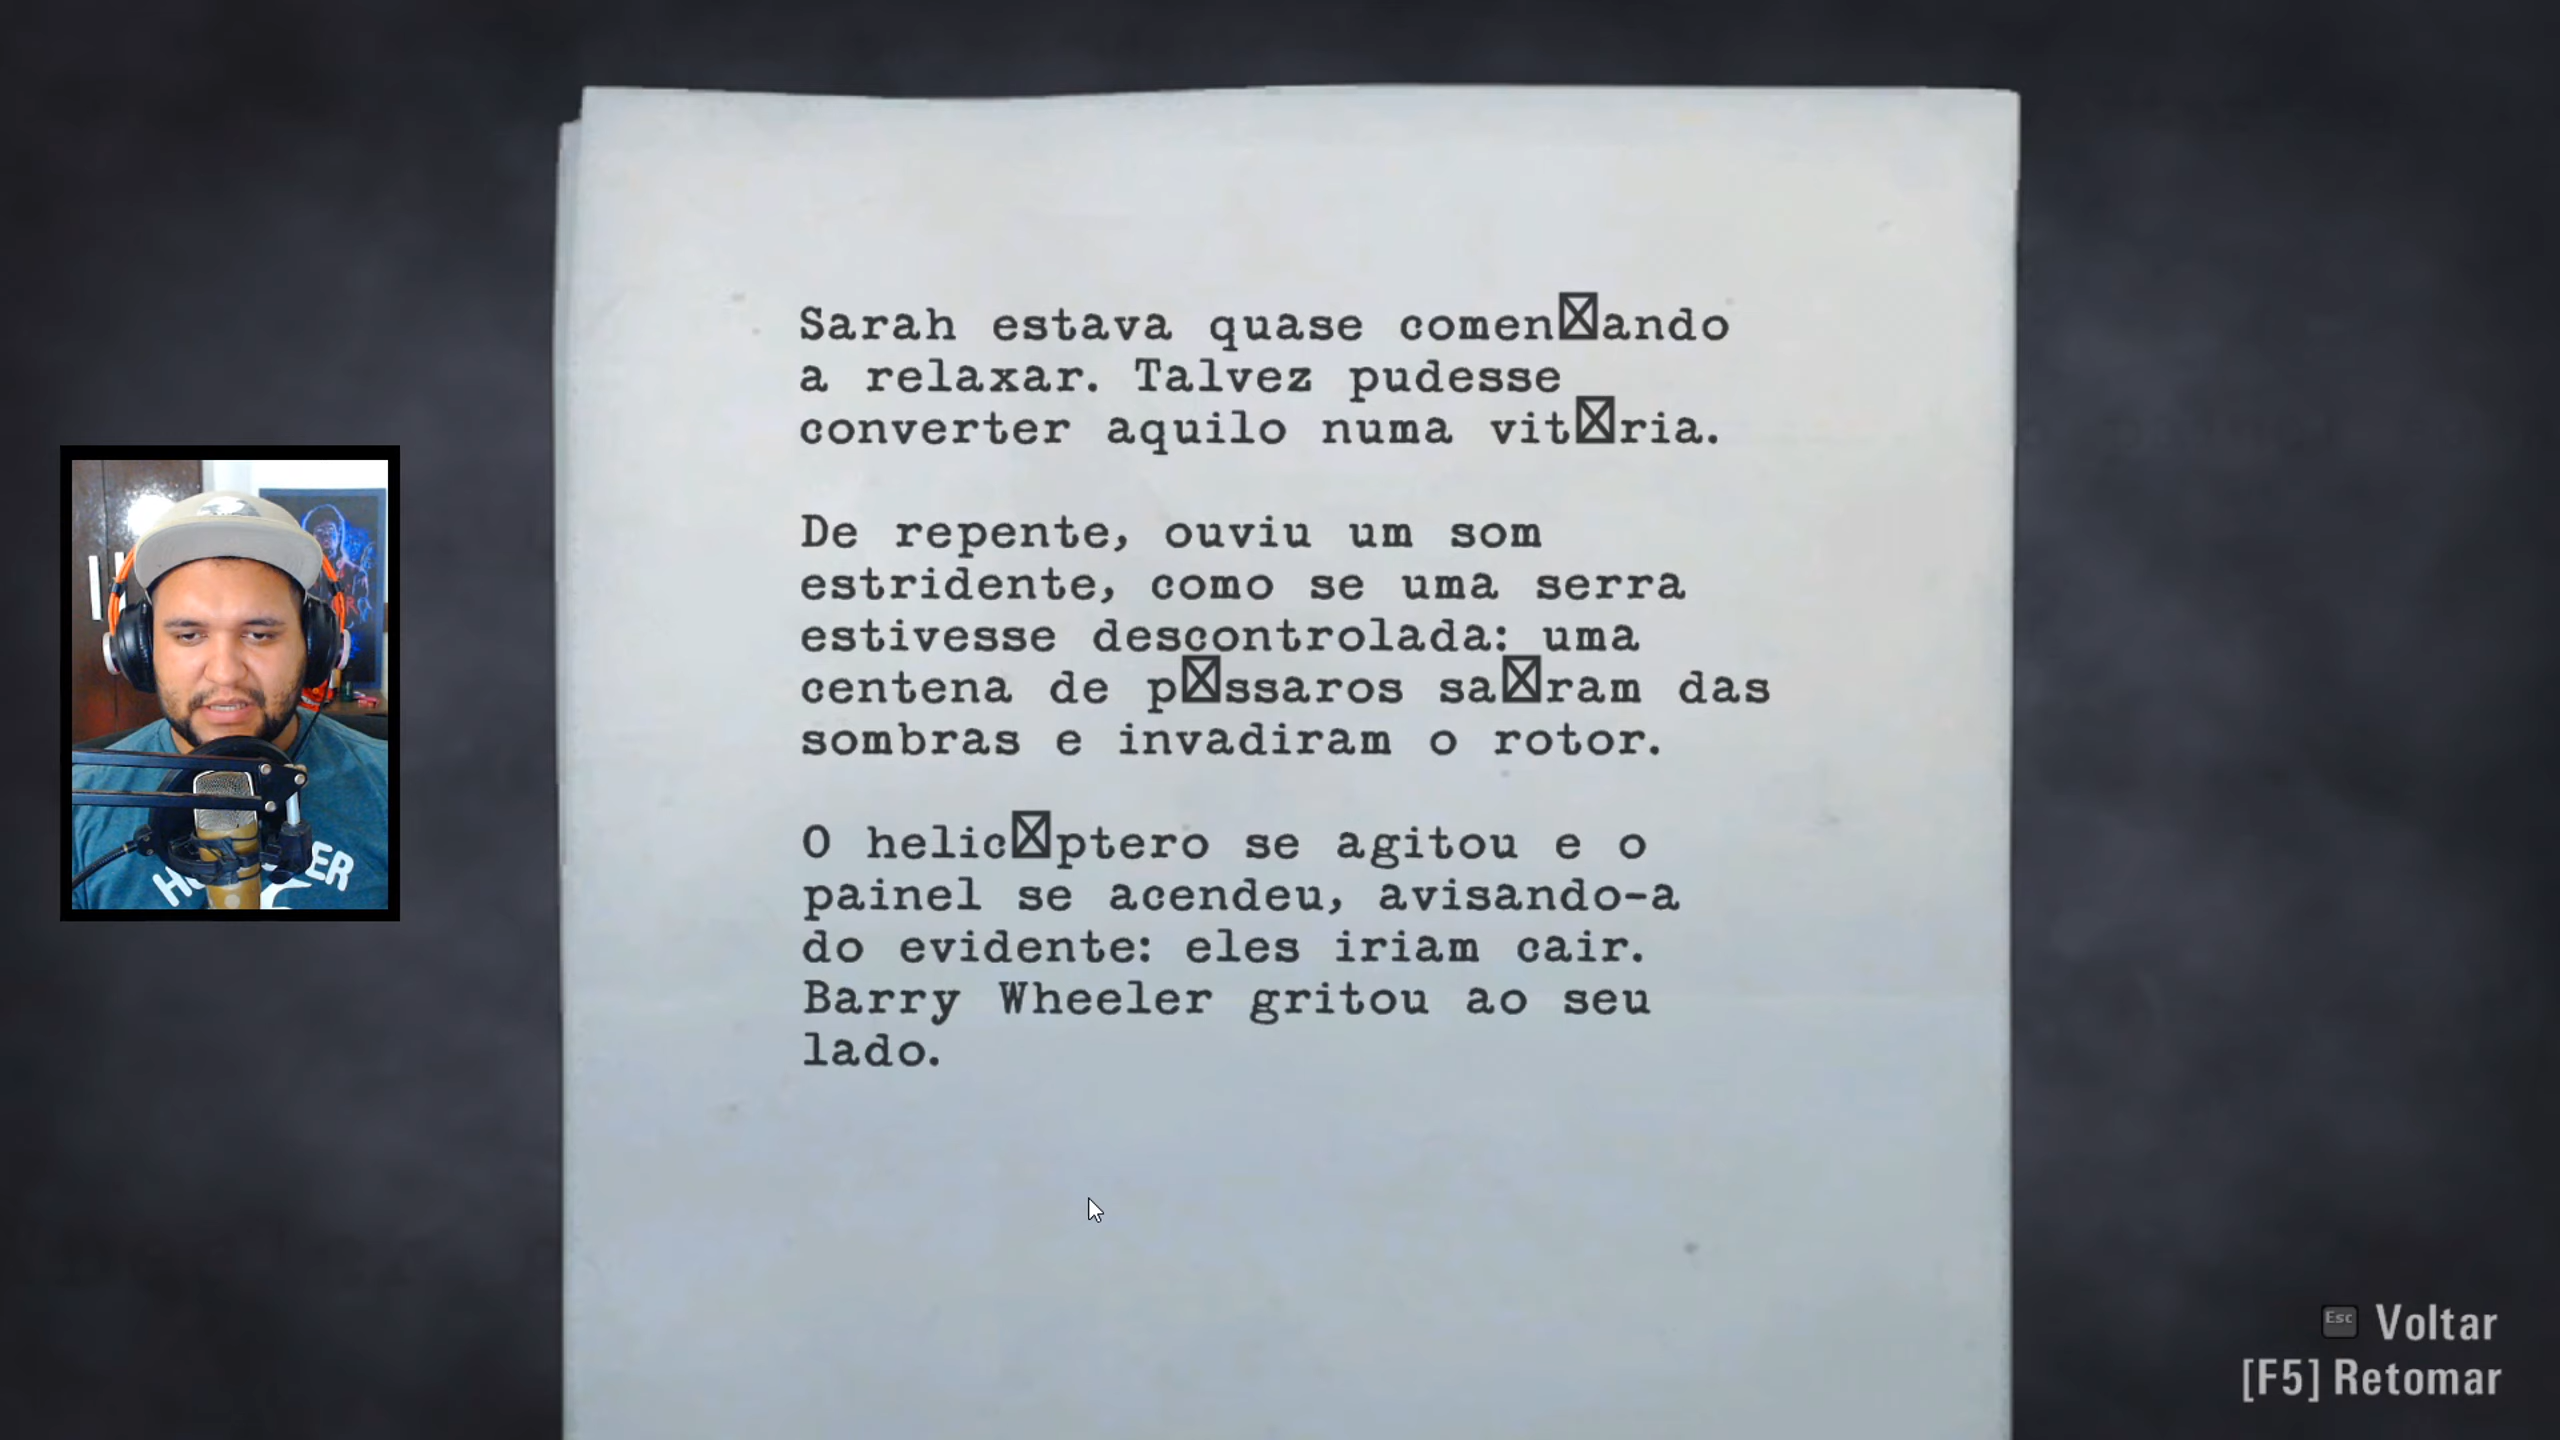 Sarah estava quase comen☒ando
a relaxar. Talvez pudesse
converter aquilo numa vit☒ria.
De repente, ouviu um som
estridente, como se uma serra
estivesse descontrolada: uma
centena de p☒ssaros sa☒ram das
sombras e invadiram o rotor.
O helic☒ptero se agitou e o
painel se acendeu, avisando-a
do evidente: eles iriam cair.
Barry Wheeler gritou ao seu
lado.
Esc Voltar
[F5] Retomar